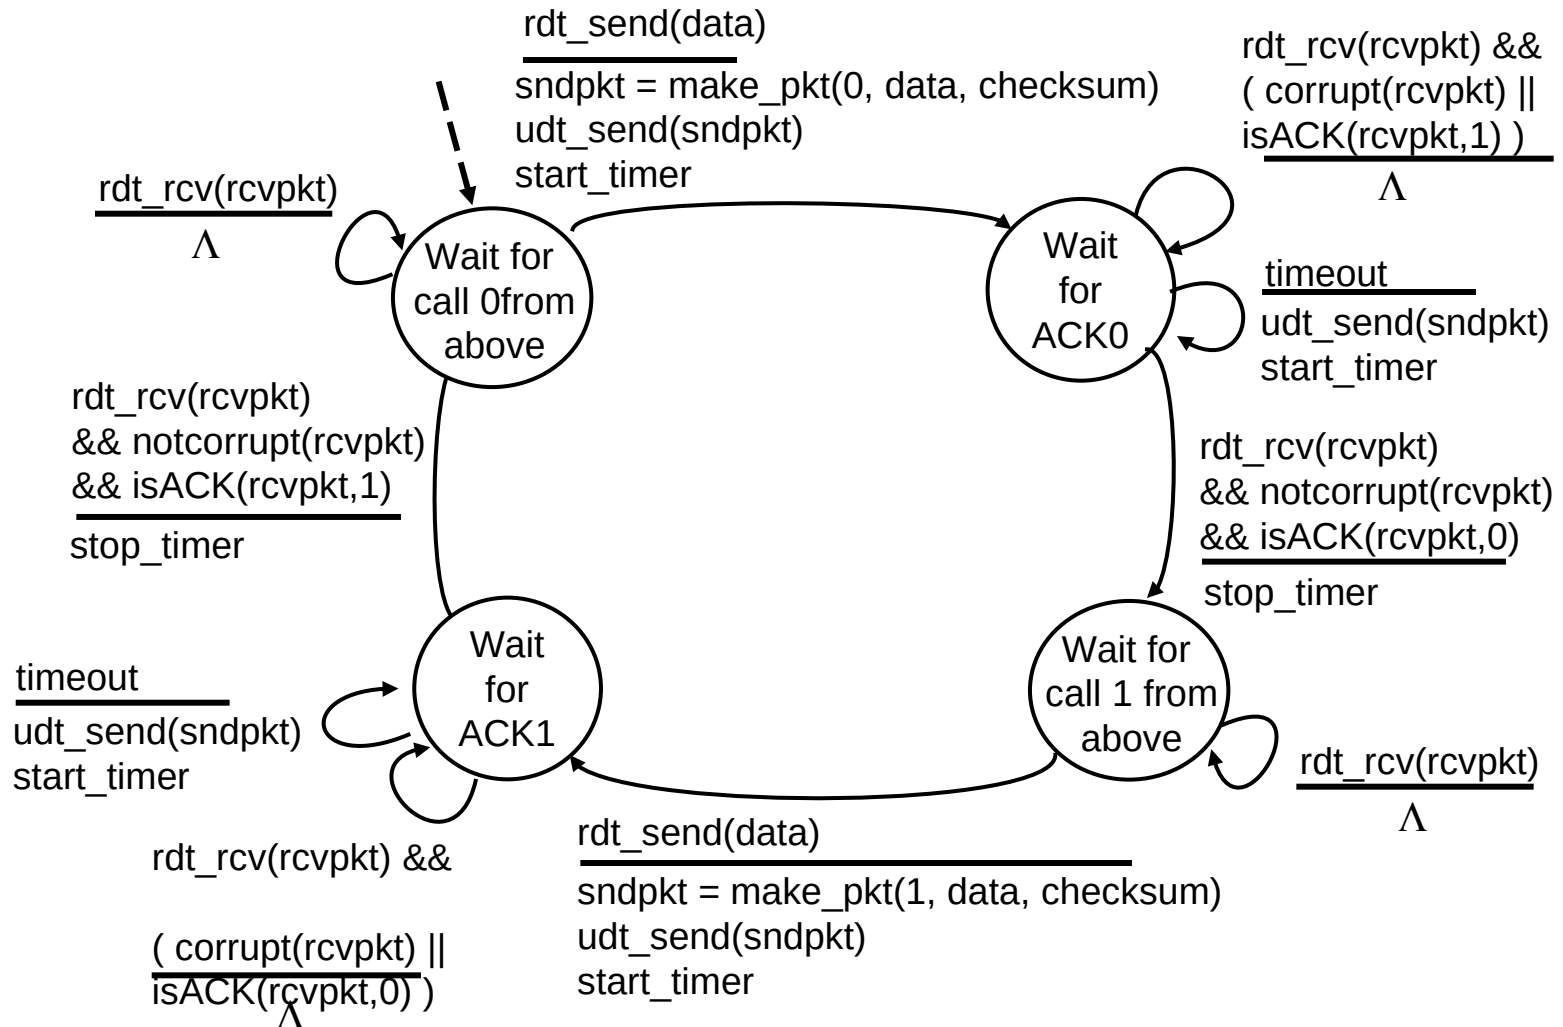 rdt_send(data)
sndpkt = make_pkt(0, data, checksum)
udt_send(sndpkt)
start_timer
rdt_rcv(rcvpkt) &&
( corrupt(rcvpkt) ||
isACK(rcvpkt,1) )
Λ
rdt_rcv(rcvpkt)
Λ
Wait for
call 0from
above
Wait
for
ACK0
timeout
udt_send(sndpkt)
start_timer
rdt_rcv(rcvpkt)
&& notcorrupt(rcvpkt)
&& isACK(rcvpkt,1)
stop_timer
rdt_rcv(rcvpkt)
&& notcorrupt(rcvpkt)
&& isACK(rcvpkt,0)
stop_timer
Wait
for
ACK1
Wait for
call 1 from
above
timeout
udt_send(sndpkt)
start_timer
rdt_rcv(rcvpkt)
Λ
rdt_rcv(rcvpkt) &&
( corrupt(rcvpkt) ||
isACK(rcvpkt,0) )
Λ
rdt_send(data)
sndpkt = make_pkt(1, data, checksum)
udt_send(sndpkt)
start_timer